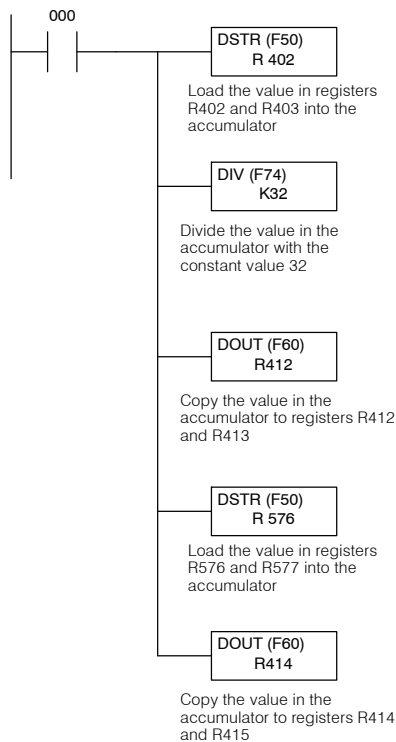 000
DSTR (F50)
R 402
Load the value in registers
R402 and R403 into the
accumulator
DIV (F74)
K32
Divide the value in the
accumulator with the
constant value 32
DOUT (F60)
R412
Copy the value in the
accumulator to registers R412
and R413
DSTR (F50)
R 576
Load the value in registers
R576 and R577 into the
accumulator
DOUT (F60)
R414
Copy the value in the
accumulator to registers R414
and R415